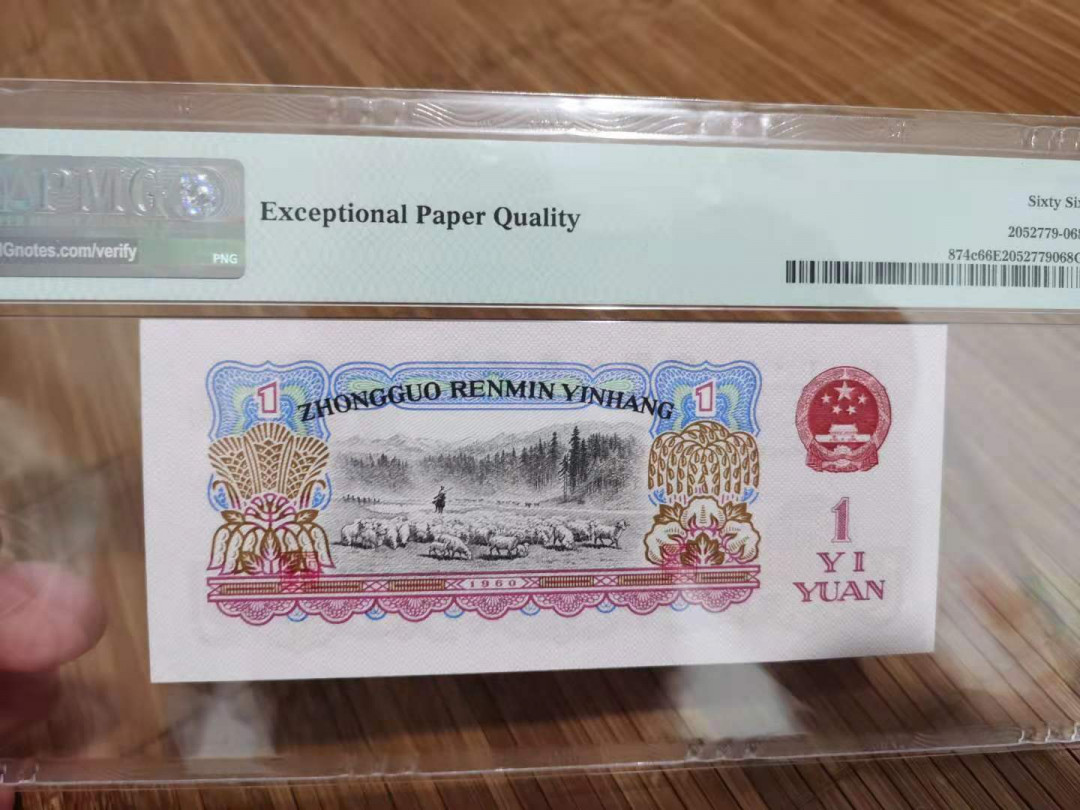 PMG
Gnotes.com/verify
PNG
Exceptional Paper Quality
Sixty Six
2052779-068
874c66E2052779068
1
ZHONGGUO RENMIN YINHANG
1
1960
1
YI
YUAN